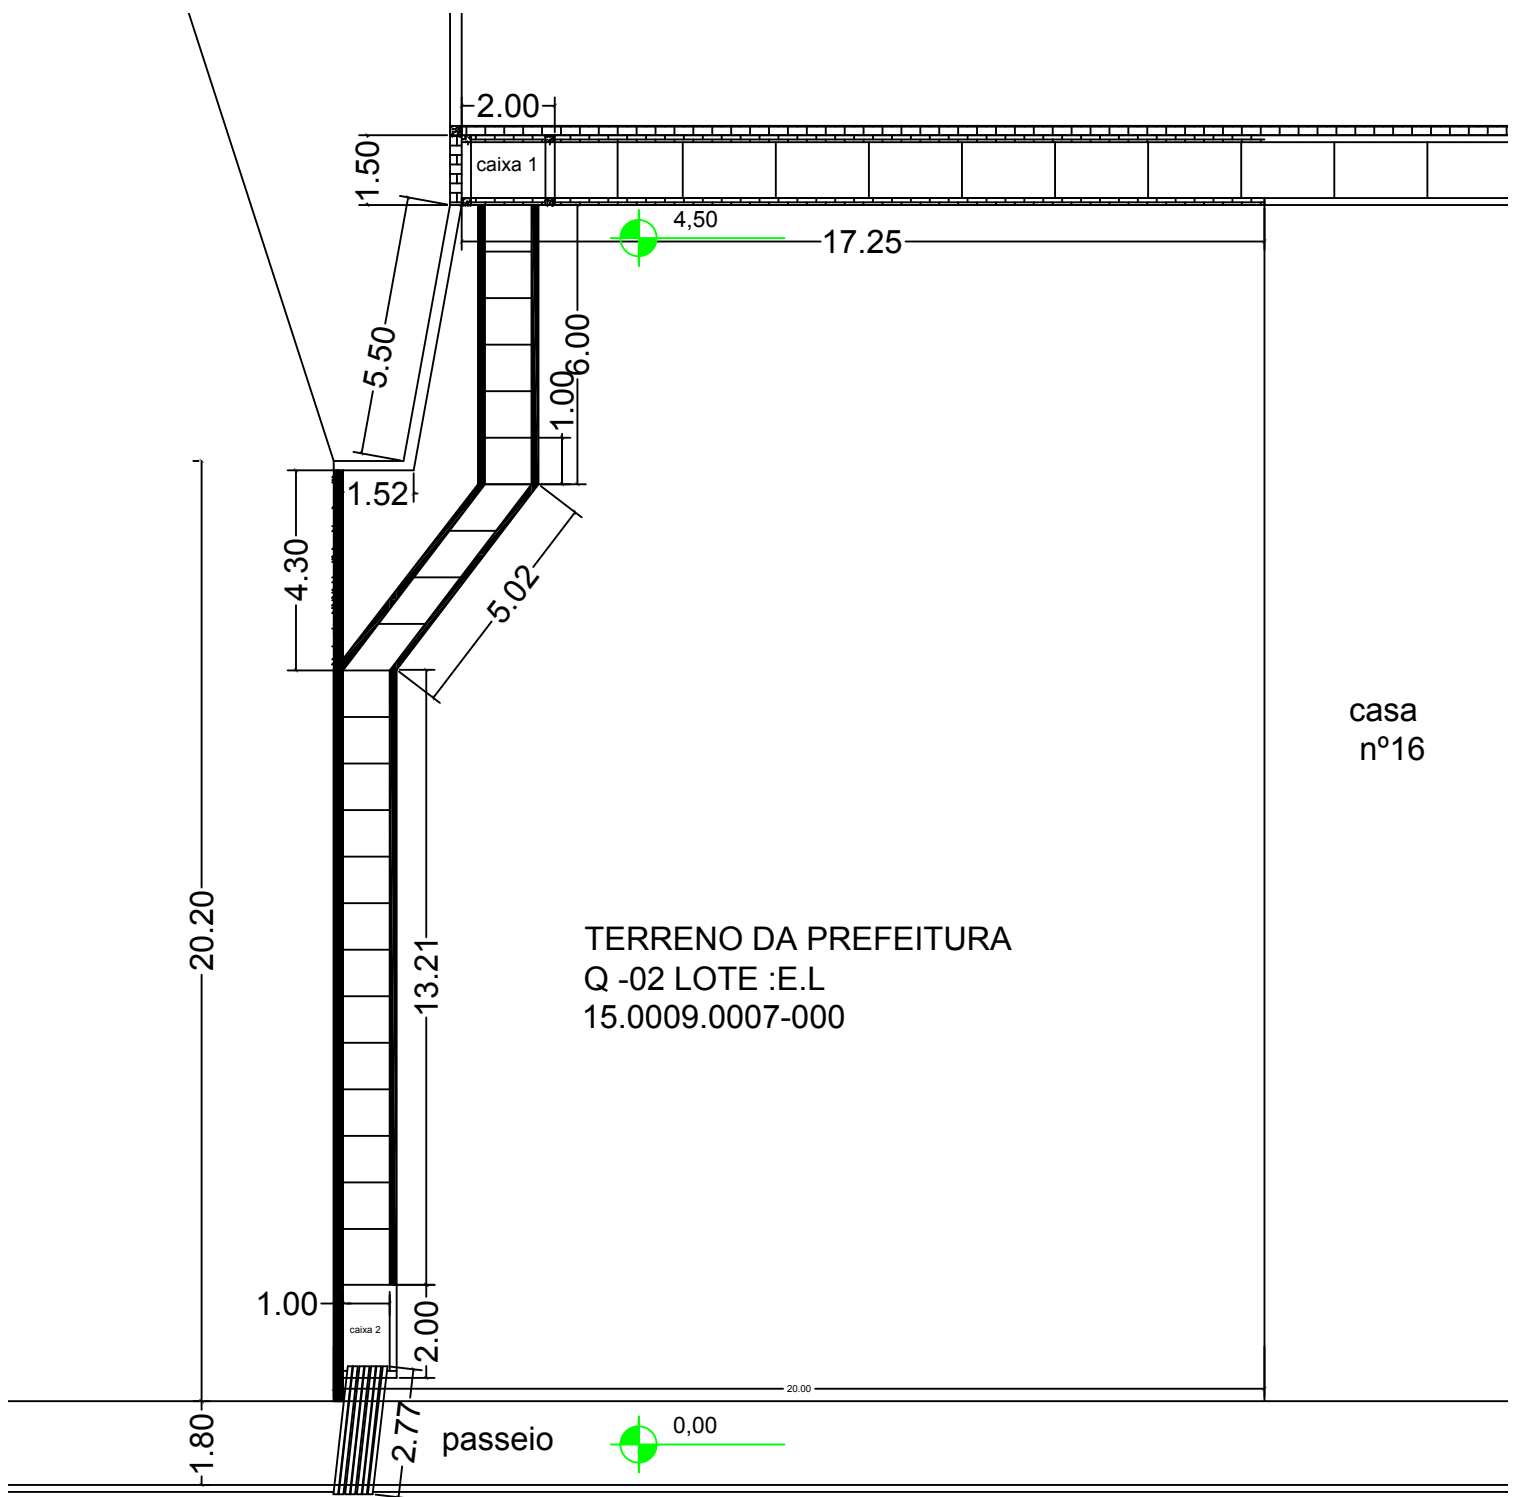 2.00
1.50
caixa 1
4,50
17.25
5.50
6.00
1.00
1.52
4.30
5.02
casa
nº16
20.20
13.21
TERRENO DA PREFEITURA
Q -02 LOTE :E.L
15.0009.0007-000
1.00
caixa 2
2.00
20.00
1.80
2.77
passeio
0,00